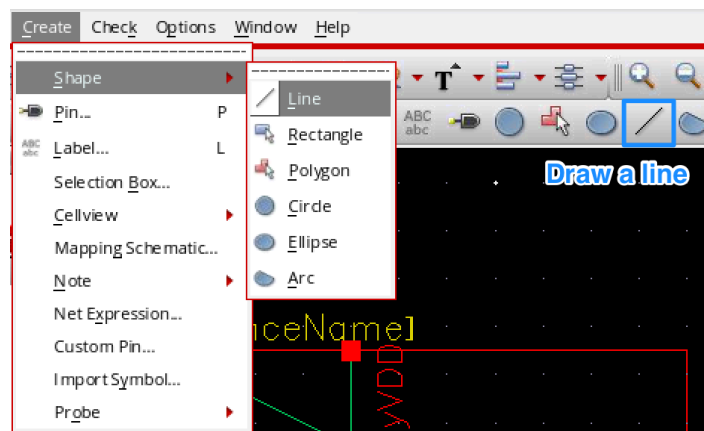 Create Check Options Window Help
Shape
Pin... P
ABC
abc
Label... L
Selection Box...
Cellview
Mapping Schematic...
Note
Net Expression...
Custom Pin...
Import Symbol...
Probe
Line
Rectangle
Polygon
Circle
Ellipse
Arc
T
ABC
abc
Draw a line
nceName]
VDD